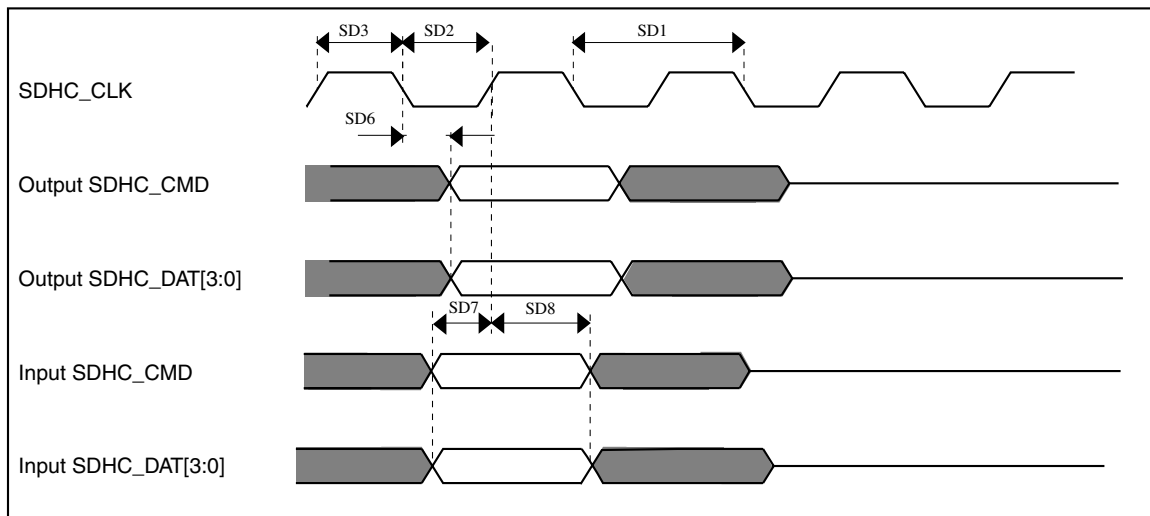 SD3
SD2
SD1
SDHC_CLK
SD6
Output SDHC_CMD
Output SDHC_DAT[3:0]
SD7
SD8
Input SDHC_CMD
Input SDHC_DAT[3:0]